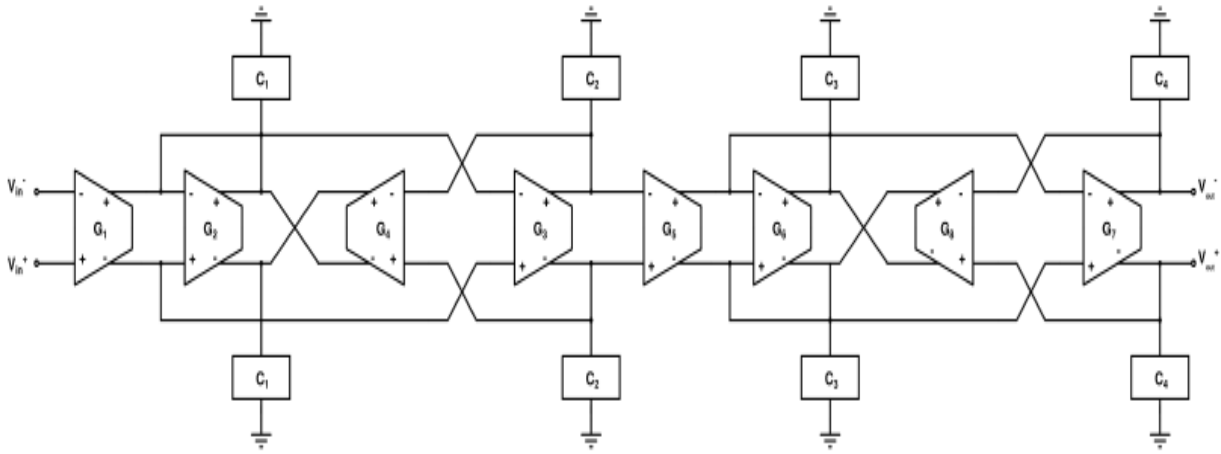 C₁ C₂ C₃ C₄
Vin- - + G₁ + - - + G₂ + - - + G₄ - + - + G₃ + - - + G₅ + - - + G₆ + - - + G₈ - + - + G₇ + - Vout-
Vin+ Vout+
C₁ C₂ C₃ C₄